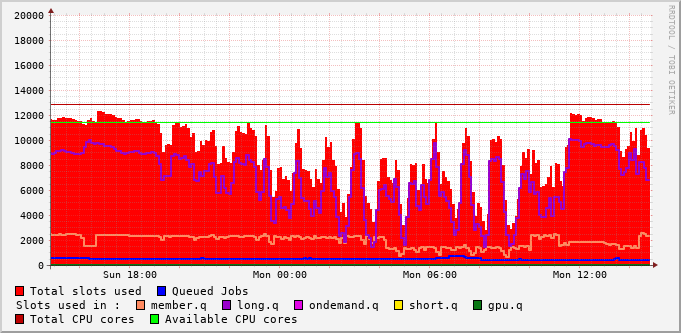 20000
18000
16000
14000
12000
10000
8000
6000
4000
2000
0
Sun 18:00 Mon 00:00 Mon 06:00 Mon 12:00
RRDTOOL / TOBI OETIKER
Total slots used Queued Jobs
Slots used in : member.q long.q ondemand.q short.q gpu.q
Total CPU cores Available CPU cores